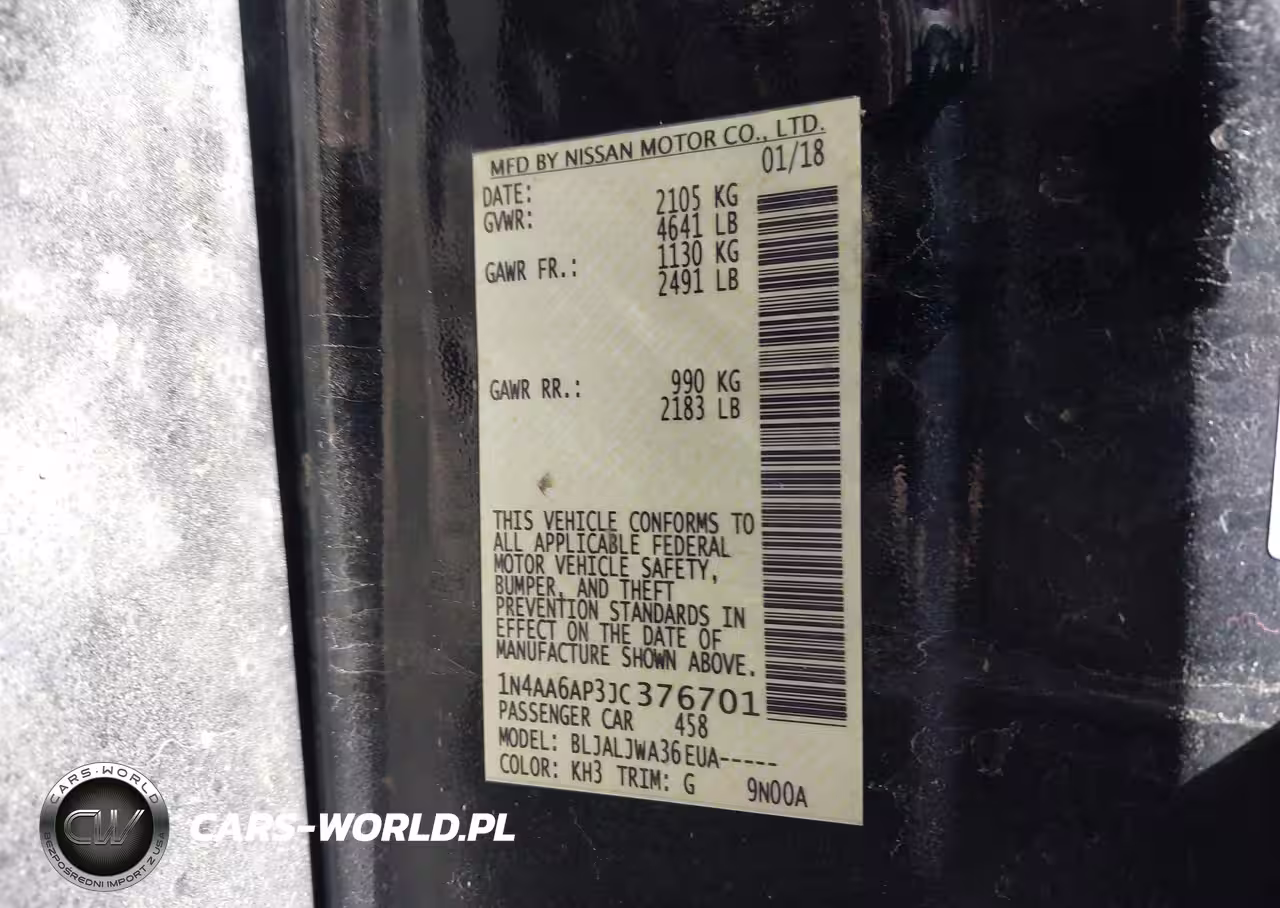 MFD BY NISSAN MOTOR CO., LTD.
DATE: 01/18
GVWR: 2105 KG
4641 LB
GAWR FR.: 1130 KG
2491 LB
GAWR RR.: 990 KG
2183 LB
THIS VEHICLE CONFORMS TO
ALL APPLICABLE FEDERAL
MOTOR VEHICLE SAFETY,
BUMPER, AND THEFT
PREVENTION STANDARDS IN
EFFECT ON THE DATE OF
MANUFACTURE SHOWN ABOVE.
1N4AA6AP3JC376701
PASSENGER CAR 458
MODEL: BLJALJWA36EUA-----
COLOR: KH3 TRIM: G 9N00A
CARS-WORLD
CW
BEZPOŚREDNI IMPORT Z USA
CARS-WORLD.PL